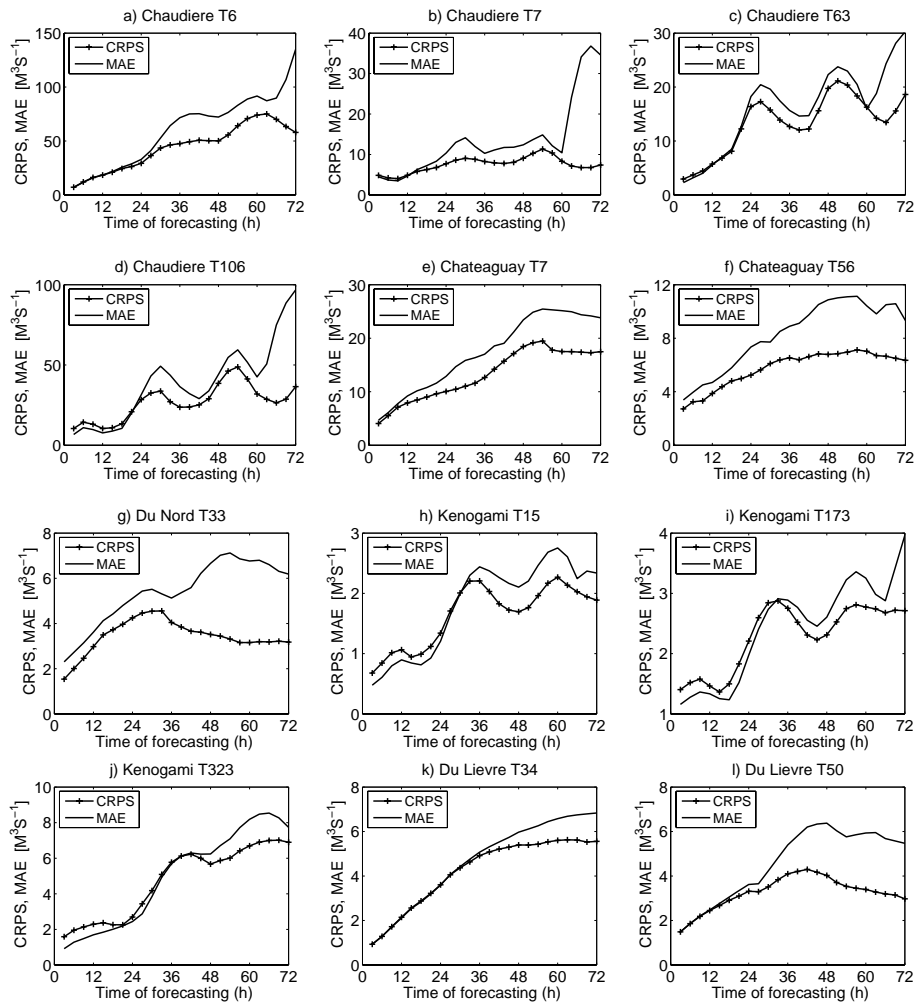 a) Chaudiere T6
CRPS, MAE [M³S⁻¹]
150
100
50
0
CRPS
MAE
0 12 24 36 48 60 72
Time of forecasting (h)
b) Chaudiere T7
40
30
20
10
0
CRPS
MAE
0 12 24 36 48 60 72
Time of forecasting (h)
c) Chaudiere T63
30
20
10
0
CRPS
MAE
0 12 24 36 48 60 72
Time of forecasting (h)
d) Chaudiere T106
CRPS, MAE [M³S⁻¹]
100
50
0
CRPS
MAE
0 12 24 36 48 60 72
Time of forecasting (h)
e) Chateaguay T7
30
20
10
0
CRPS
MAE
0 12 24 36 48 60 72
Time of forecasting (h)
f) Chateaguay T56
12
8
4
0
CRPS
MAE
0 12 24 36 48 60 72
Time of forecasting (h)
g) Du Nord T33
CRPS, MAE [M³S⁻¹]
8
6
4
2
0
CRPS
MAE
0 12 24 36 48 60 72
Time of forecasting (h)
h) Kenogami T15
3
2
1
0
CRPS
MAE
0 12 24 36 48 60 72
Time of forecasting (h)
i) Kenogami T173
4
3
2
1
CRPS
MAE
0 12 24 36 48 60 72
Time of forecasting (h)
j) Kenogami T323
CRPS, MAE [M³S⁻¹]
10
8
6
4
2
0
CRPS
MAE
0 12 24 36 48 60 72
Time of forecasting (h)
k) Du Lievre T34
8
6
4
2
0
CRPS
MAE
0 12 24 36 48 60 72
Time of forecasting (h)
l) Du Lievre T50
8
6
4
2
0
CRPS
MAE
0 12 24 36 48 60 72
Time of forecasting (h)